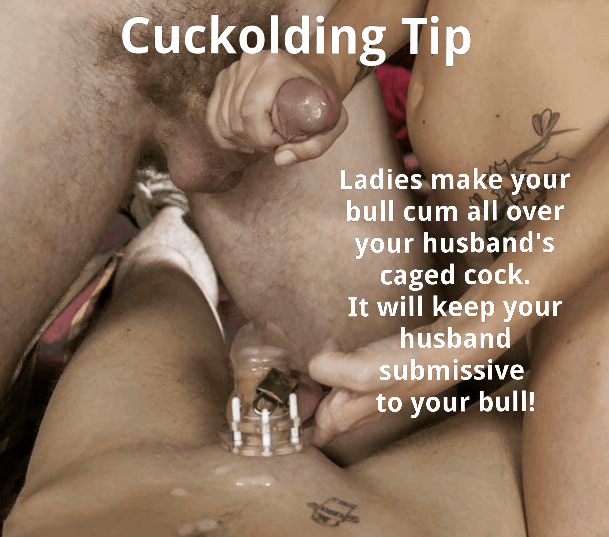 Cuckolding Tip
Ladies make your
bull cum all over
your husband's
caged cock.
It will keep your
husband
submissive
to your bull!